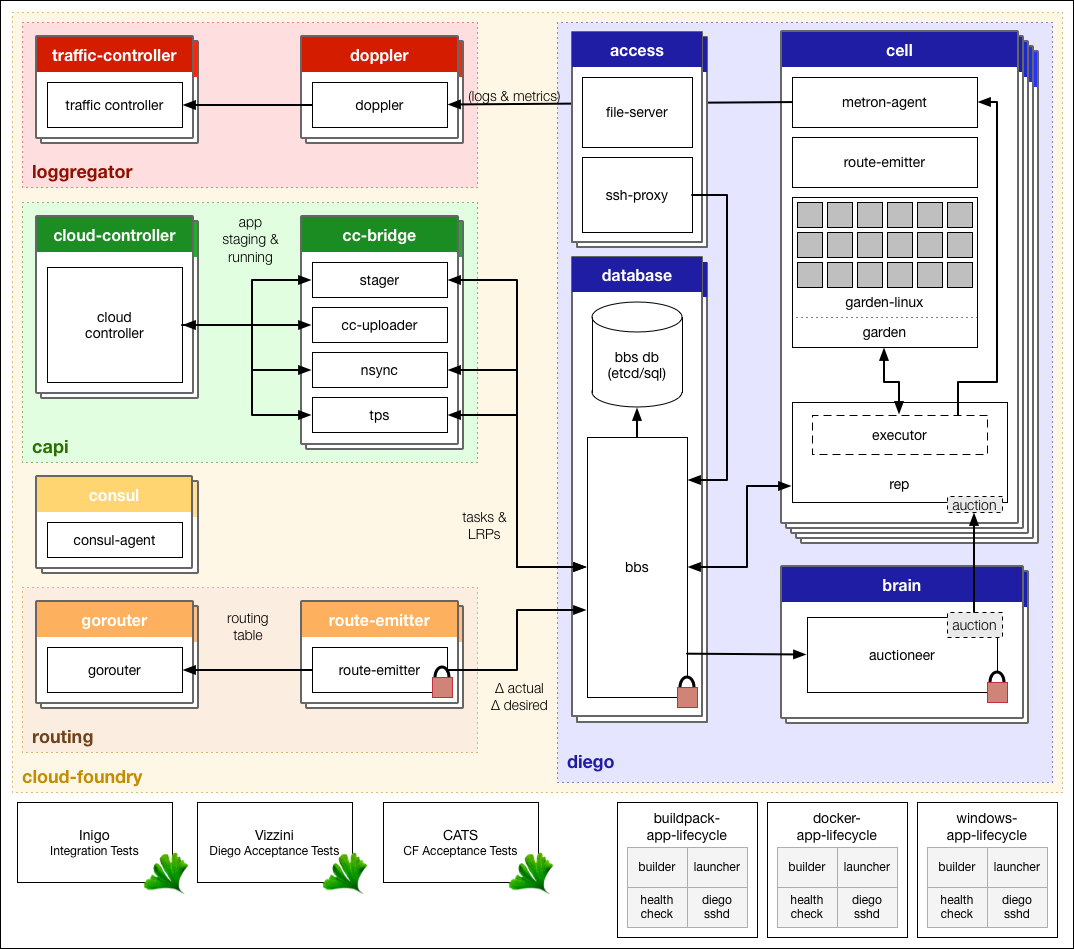 traffic-controller
traffic controller
doppler
doppler
(logs & metrics)
loggregator
cloud-controller
cloud
controller
app
staging &
running
cc-bridge
stager
cc-uploader
nsync
tps
capi
consul
consul-agent
tasks &
LRPs
gorouter
gorouter
routing
table
route-emitter
route-emitter
Δ actual
Δ desired
routing
cloud-foundry
access
file-server
ssh-proxy
database
bbs db
(etcd/sql)
bbs
cell
metron-agent
route-emitter
garden-linux
garden
executor
rep
auction
brain
auction
auctioneer
diego
Inigo
Integration Tests
Vizzini
Diego Acceptance Tests
CATS
CF Acceptance Tests
buildpack-
app-lifecycle
builder
launcher
health
check
diego
sshd
docker-
app-lifecycle
builder
launcher
health
check
diego
sshd
windows-
app-lifecycle
builder
launcher
health
check
diego
sshd